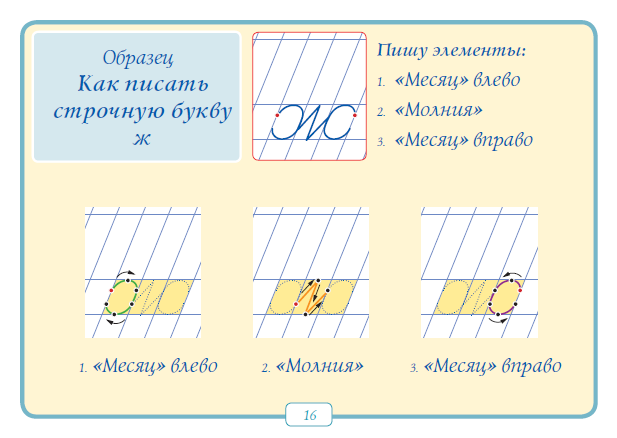 Образец
Как писать
строчную букву
ж
ж
Пишу элементы:
1. «Месяц» влево
2. «Молния»
3. «Месяц» вправо
1. «Месяц» влево
2. «Молния»
3. «Месяц» вправо
16